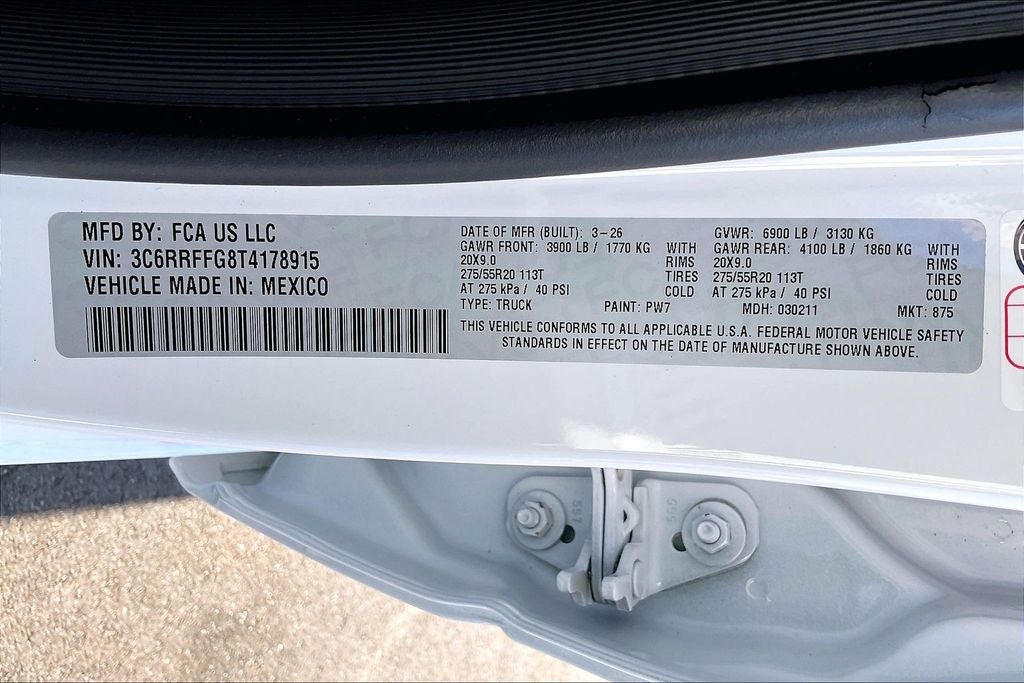 MFD BY: FCA US LLC
VIN: 3C6RRFFG8T4178915
VEHICLE MADE IN: MEXICO
DATE OF MFR (BUILT): 3-26
GAWR FRONT: 3900 LB / 1770 KG WITH
20X9.0 RIMS
275/55R20 113T TIRES
AT 275 kPa / 40 PSI COLD
TYPE: TRUCK PAINT: PW7
GVWR: 6900 LB / 3130 KG
GAWR REAR: 4100 LB / 1860 KG WITH
20X9.0 RIMS
275/55R20 113T TIRES
AT 275 kPa / 40 PSI COLD
MDH: 030211 MKT: 875
THIS VEHICLE CONFORMS TO ALL APPLICABLE U.S.A. FEDERAL MOTOR VEHICLE SAFETY
STANDARDS IN EFFECT ON THE DATE OF MANUFACTURE SHOWN ABOVE.